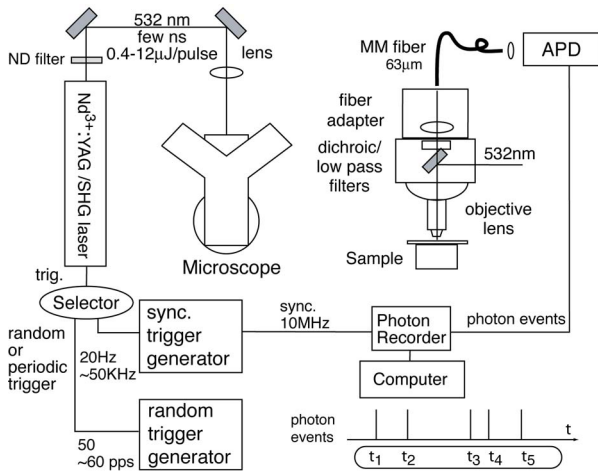 532 nm
few ns
0.4-12μJ/pulse
ND filter
lens
Nd3+:YAG /SHG laser
Microscope
trig.
Selector
random
or
periodic
trigger
20Hz
~50KHz
sync.
trigger
generator
50
~60 pps
random
trigger
generator
sync.
10MHz
MM fiber
63μm
APD
fiber
adapter
dichroic/
low pass
filters
532nm
objective
lens
Sample
Photon
Recorder
photon events
Computer
photon
events
t
t1 t2 t3 t4 t5